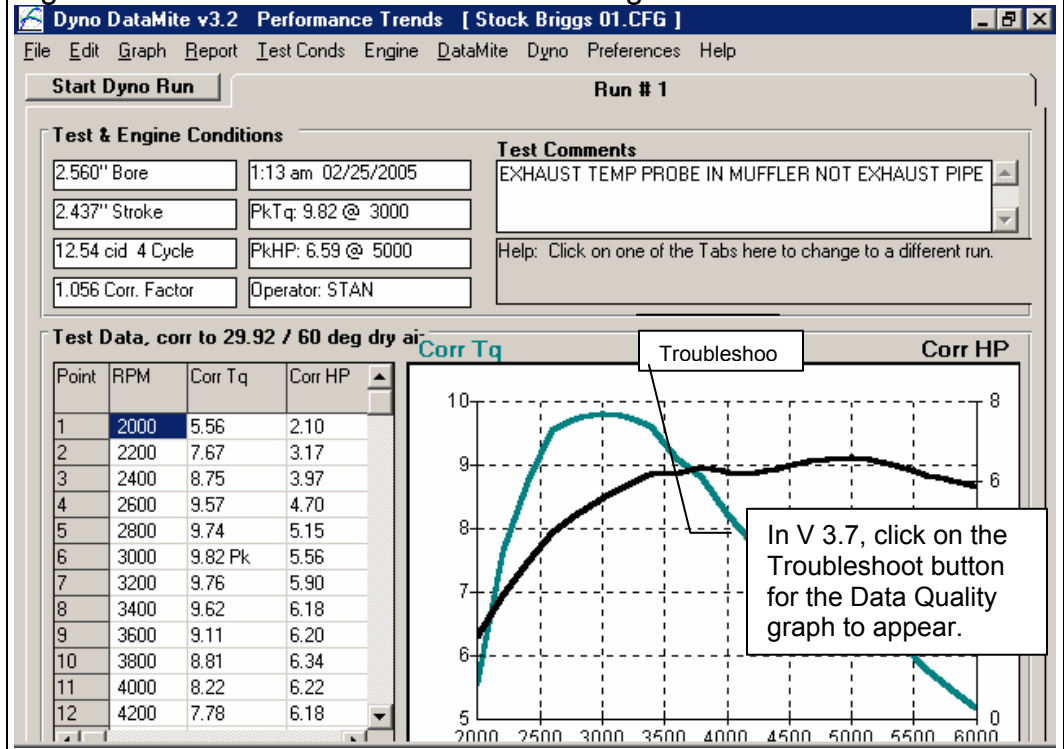 Dyno DataMite v3.2 Performance Trends [ Stock Briggs 01.CFG ]
File Edit Graph Report Test Conds Engine DataMite Dyno Preferences Help
Start Dyno Run
Run # 1
Test & Engine Conditions
2.560" Bore
1:13 am 02/25/2005
2.437" Stroke
PkTq: 9.82 @ 3000
12.54 cid 4 Cycle
PkHP: 6.59 @ 5000
1.056 Corr. Factor
Operator: STAN
Test Comments
EXHAUST TEMP PROBE IN MUFFLER NOT EXHAUST PIPE
Help: Click on one of the Tabs here to change to a different run.
Test Data, corr to 29.92 / 60 deg dry air
Point RPM Corr Tq Corr HP
1 2000 5.56 2.10
2 2200 7.67 3.17
3 2400 8.75 3.97
4 2600 9.57 4.70
5 2800 9.74 5.15
6 3000 9.82 Pk 5.56
7 3200 9.76 5.90
8 3400 9.62 6.18
9 3600 9.11 6.20
10 3800 8.81 6.34
11 4000 8.22 6.22
12 4200 7.78 6.18
Corr Tq
Troubleshoo
Corr HP
10
9
8
7
6
5
8
6
0
In V 3.7, click on the
Troubleshoot button
for the Data Quality
graph to appear.
2000 2500 3000 3500 4000 4500 5000 5500 6000